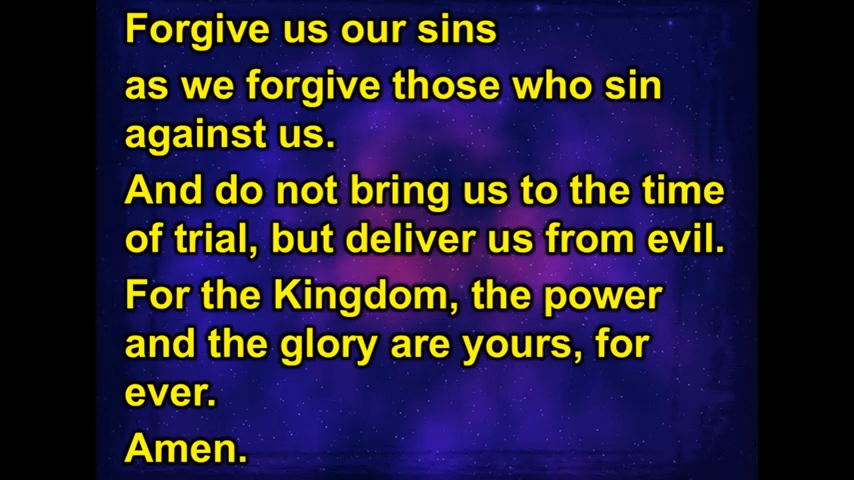 Forgive us our sins
as we forgive those who sin
against us.
And do not bring us to the time
of trial, but deliver us from evil.
For the Kingdom, the power
and the glory are yours, for
ever.
Amen.